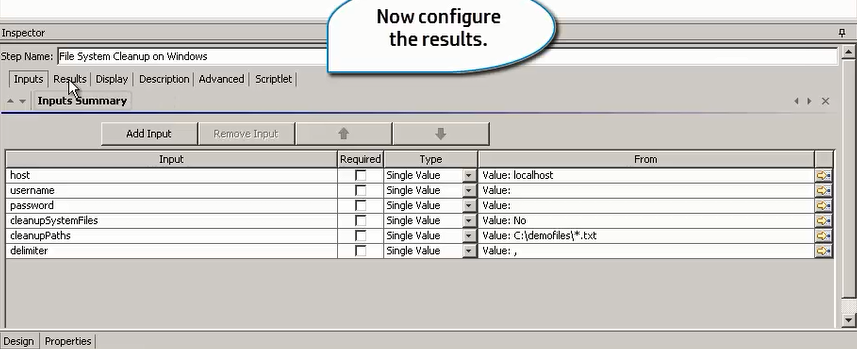 Now configure
the results.
Inspector
Step Name: File System Cleanup on Windows
Inputs Results Display Description Advanced Scriptlet
Inputs Summary
Add Input Remove Input
Input Required Type From
host Single Value Value: localhost
username Single Value Value:
password Single Value Value:
cleanupSystemFiles Single Value Value: No
cleanupPaths Single Value Value: C:\demofiles\*.txt
delimiter Single Value Value: ,
Design Properties